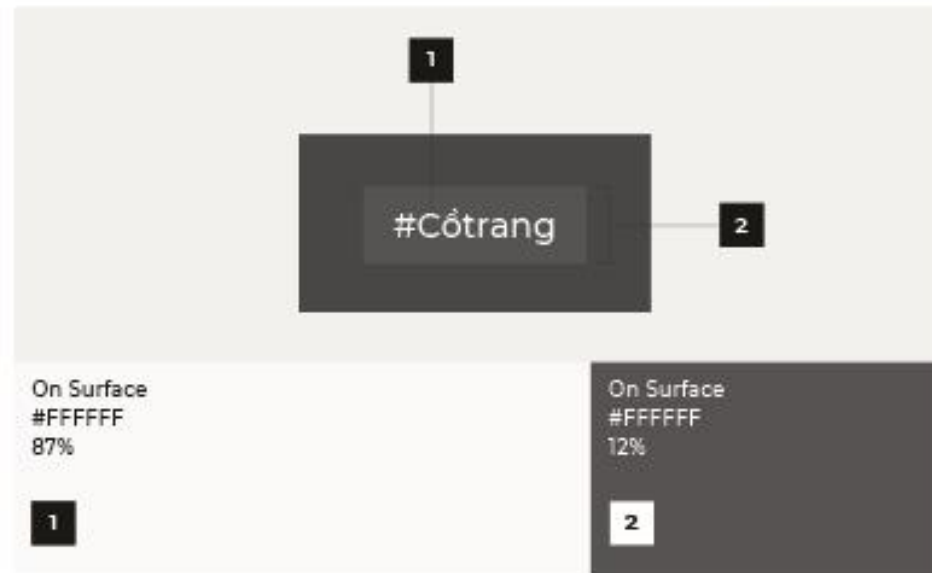 1
#Cổtrang
2
On Surface
#FFFFFF
87%
1
On Surface
#FFFFFF
12%
2